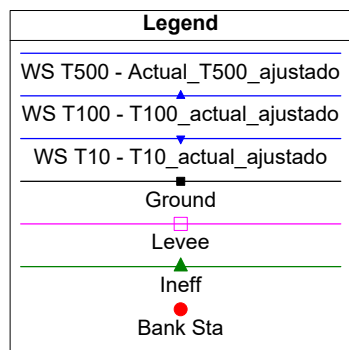 Legend
WS T500 - Actual_T500_ajustado
WS T100 - T100_actual_ajustado
WS T10 - T10_actual_ajustado
Ground
Levee
Ineff
Bank Sta